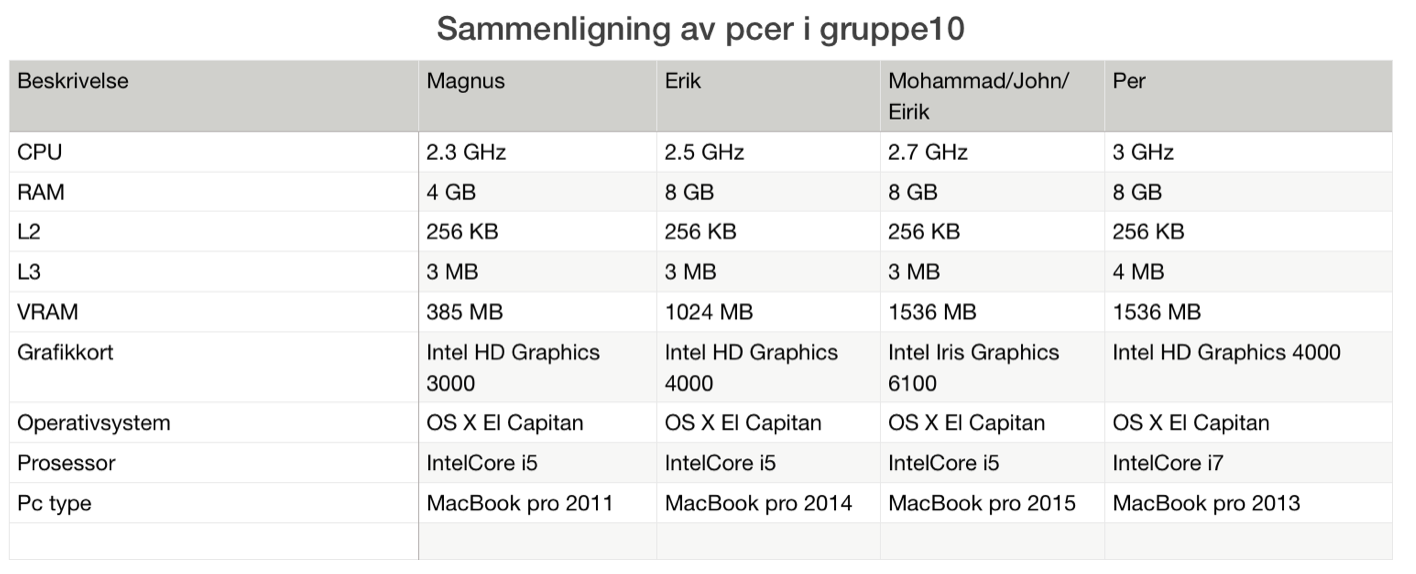 Sammenligning av pcer i gruppe10
Beskrivelse Magnus Erik Mohammad/John/ Per
Eirik
CPU 2.3 GHz 2.5 GHz 2.7 GHz 3 GHz
RAM 4 GB 8 GB 8 GB 8 GB
L2 256 KB 256 KB 256 KB 256 KB
L3 3 MB 3 MB 3 MB 4 MB
VRAM 385 MB 1024 MB 1536 MB 1536 MB
Grafikkort Intel HD Graphics Intel HD Graphics Intel Iris Graphics Intel HD Graphics 4000
3000 4000 6100
Operativsystem OS X El Capitan OS X El Capitan OS X El Capitan OS X El Capitan
Prosessor IntelCore i5 IntelCore i5 IntelCore i5 IntelCore i7
Pc type MacBook pro 2011 MacBook pro 2014 MacBook pro 2015 MacBook pro 2013